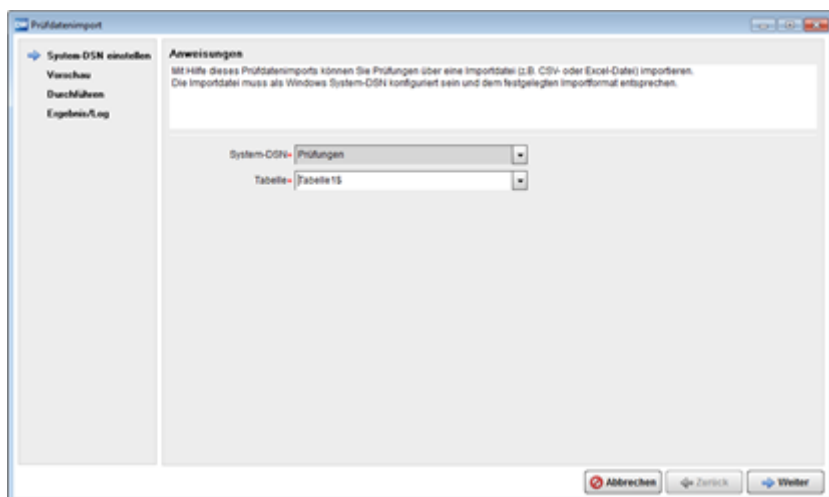 Prüfdatenimport
System-DSN einstellen
Vorschau
Durchführen
Ergebnis/Log
Anweisungen
Mit Hilfe dieses Prüfdatenimports können Sie Prüfungen über eine Importdatei (z.B. CSV- oder Excel-Datei) importieren.
Die Importdatei muss als Windows System-DSN konfiguriert sein und dem festgelegten Importformat entsprechen.
System-DSN* Prüfungen
Tabelle* Tabelle1$
Abbrechen Zurück Weiter